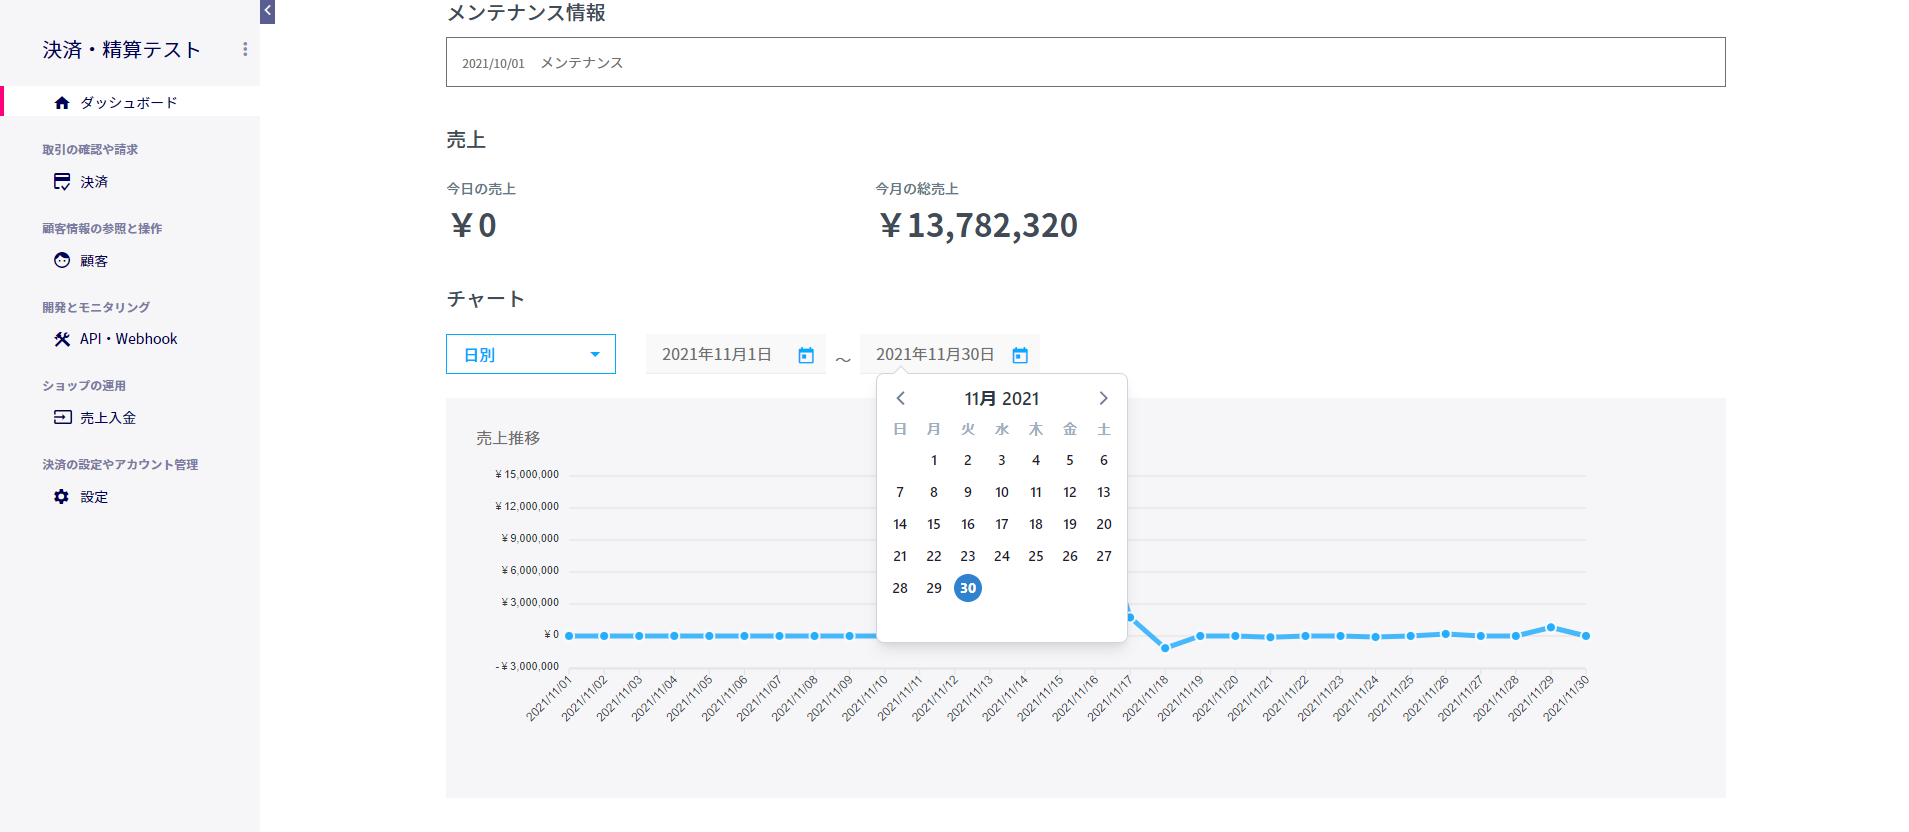 決済・精算テスト
ダッシュボード
取引の確認や請求
決済
顧客情報の参照と操作
顧客
開発とモニタリング
API・Webhook
ショップの運用
売上入金
決済の設定やアカウント管理
設定
メンテナンス情報
2021/10/01 メンテナンス
売上
今日の売上
￥0
今月の総売上
￥13,782,320
チャート
日別
2021年11月1日 ～ 2021年11月30日
11月 2021
日 月 火 水 木 金 土
1 2 3 4 5 6
7 8 9 10 11 12 13
14 15 16 17 18 19 20
21 22 23 24 25 26 27
28 29 30
売上推移
￥15,000,000
￥12,000,000
￥9,000,000
￥6,000,000
￥3,000,000
￥0
-￥3,000,000
2021/11/01
2021/11/02
2021/11/03
2021/11/04
2021/11/05
2021/11/06
2021/11/07
2021/11/08
2021/11/09
2021/11/10
2021/11/11
2021/11/12
2021/11/13
2021/11/14
2021/11/15
2021/11/16
2021/11/17
2021/11/18
2021/11/19
2021/11/20
2021/11/21
2021/11/22
2021/11/23
2021/11/24
2021/11/25
2021/11/26
2021/11/27
2021/11/28
2021/11/29
2021/11/30